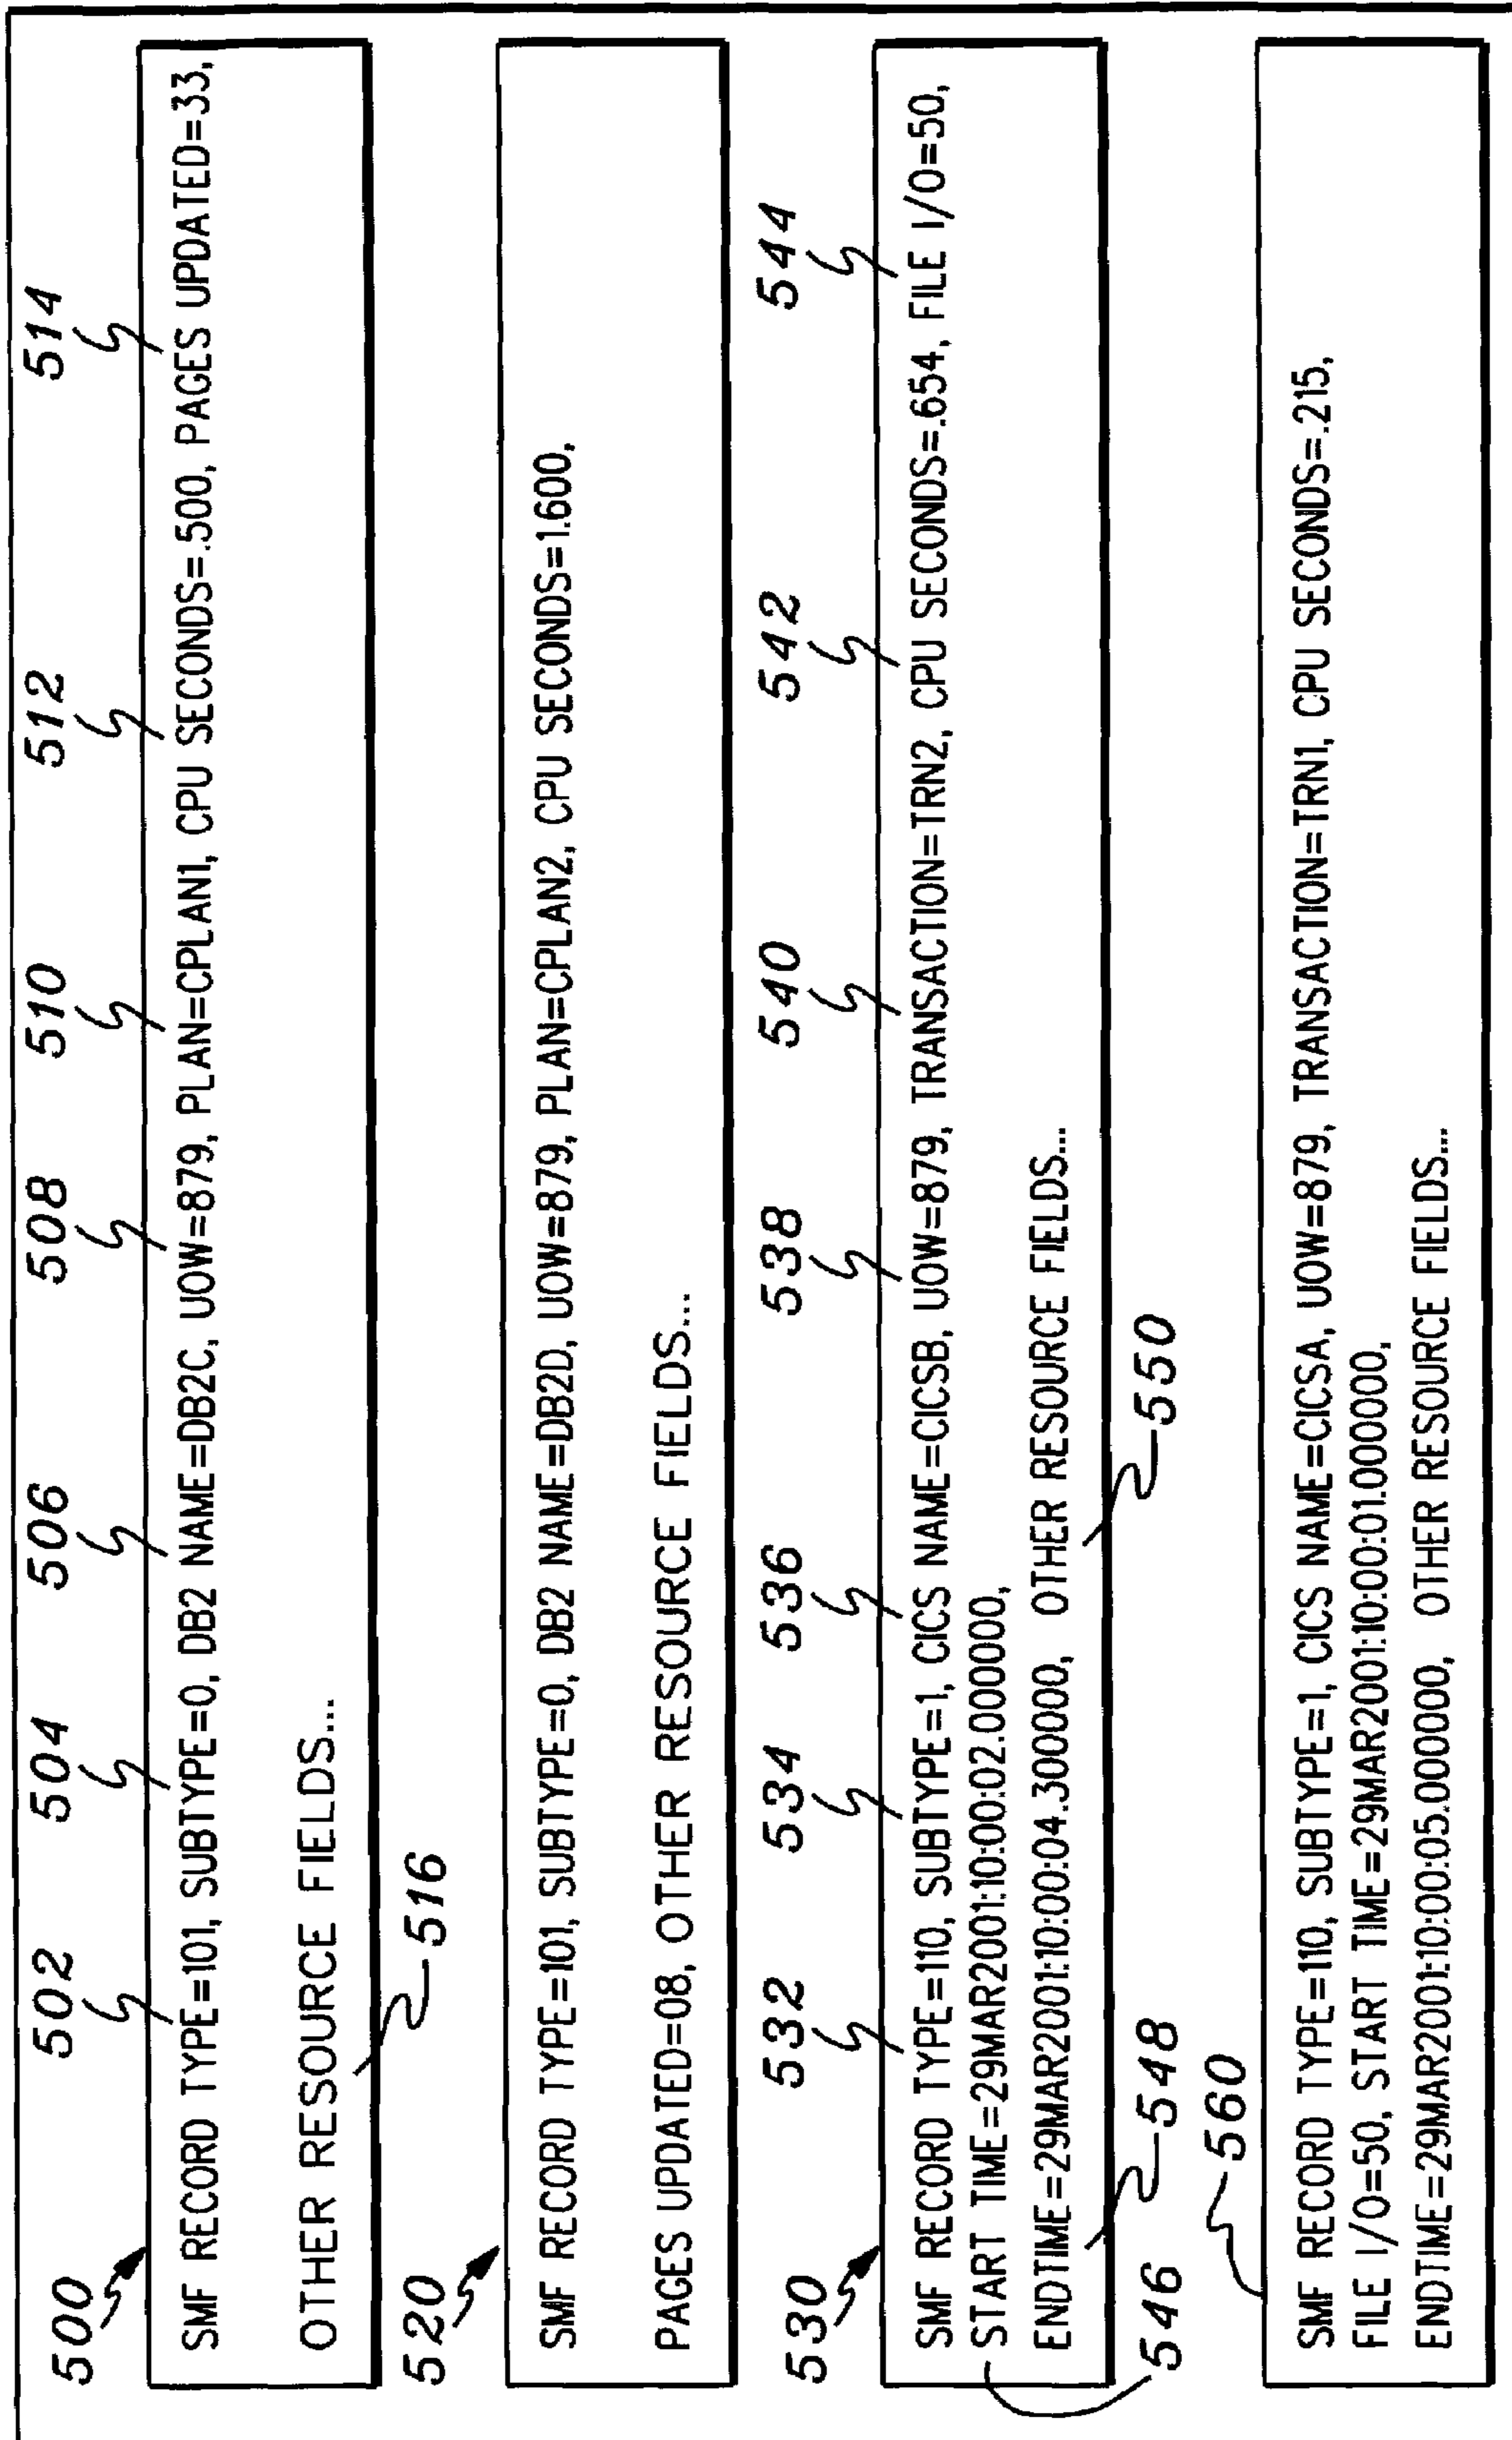 500
502
504
506
508
510
512
514
SMF RECORD TYPE=101, SUBTYPE=0, DB2 NAME=DB2C, UOW=879, PLAN=CPLAN1, CPU SECONDS=.500, PAGES UPDATED=33,
OTHER RESOURCE FIELDS...
516
520
SMF RECORD TYPE=101, SUBTYPE=0, DB2 NAME=DB2D, UOW=879, PLAN=CPLAN2, CPU SECONDS=1.600,
PAGES UPDATED=08, OTHER RESOURCE FIELDS...
530
532
534
536
538
540
542
544
SMF RECORD TYPE=110, SUBTYPE=1, CICS NAME=CICSB, UOW=879, TRANSACTION=TRN2, CPU SECONDS=.654, FILE I/O=50,
START TIME=29MAR2001:10:00:02.000000,
ENDTIME=29MAR2001:10:00:04.300000, OTHER RESOURCE FIELDS...
546
548
550
560
SMF RECORD TYPE=110, SUBTYPE=1, CICS NAME=CICSA, UOW=879, TRANSACTION=TRN1, CPU SECONDS=.215,
FILE I/O=50, START TIME=29MAR2001:10:00:01.000000,
ENDTIME=29MAR2001:10:00:05.000000, OTHER RESOURCE FIELDS...